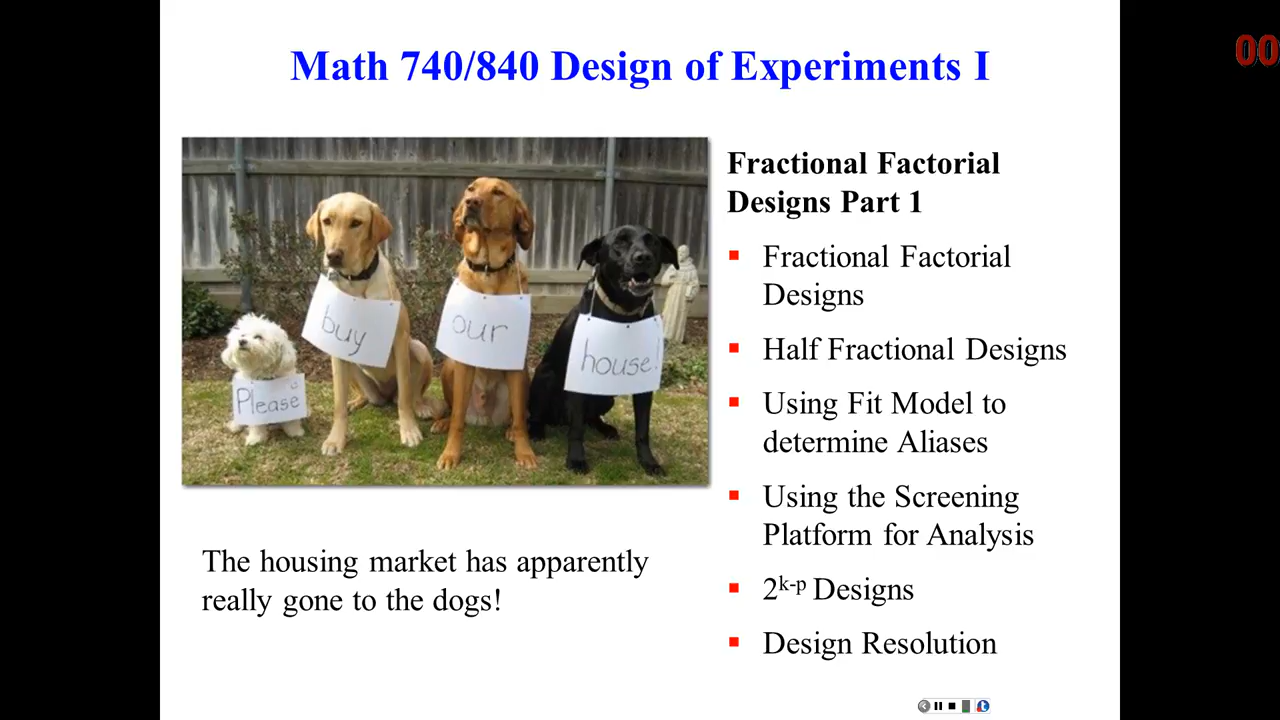 Math 740/840 Design of Experiments I
00
Please
buy
our
house!
The housing market has apparently
really gone to the dogs!
Fractional Factorial
Designs Part 1
Fractional Factorial
Designs
Half Fractional Designs
Using Fit Model to
determine Aliases
Using the Screening
Platform for Analysis
2^k-p Designs
Design Resolution